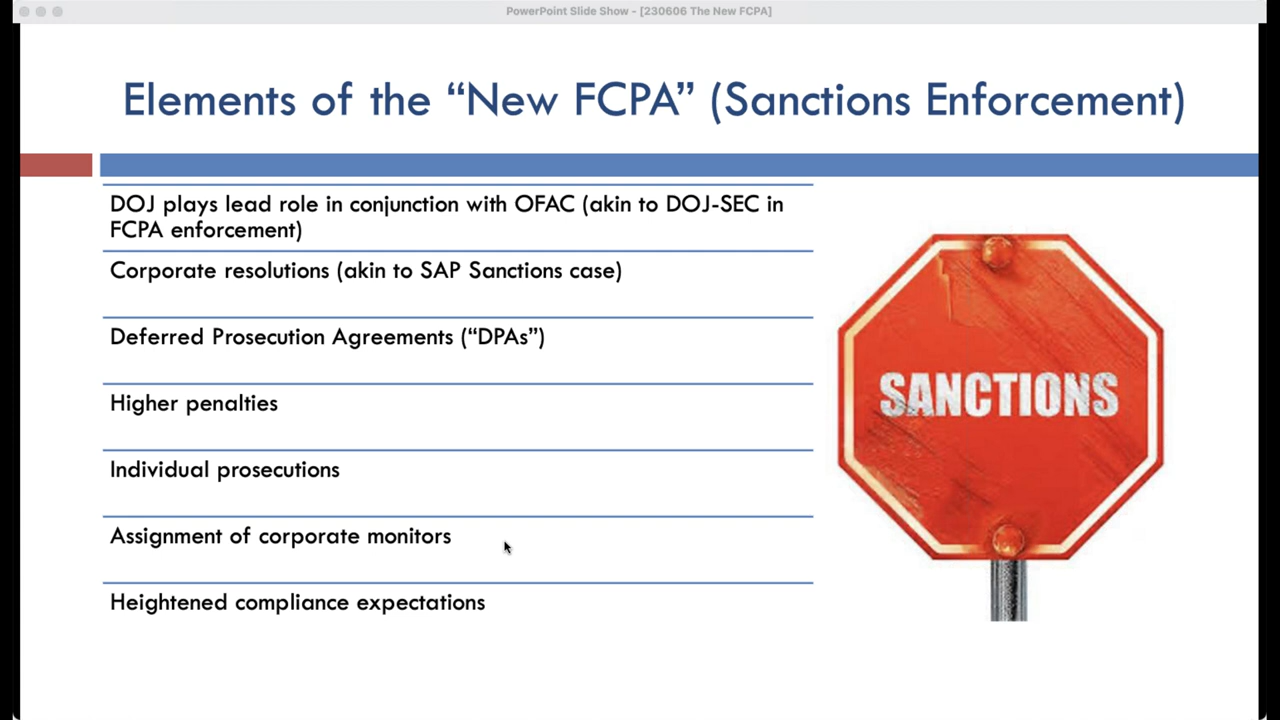 PowerPoint Slide Show - [230606 The New FCPA]
Elements of the “New FCPA” (Sanctions Enforcement)
DOJ plays lead role in conjunction with OFAC (akin to DOJ-SEC in
FCPA enforcement)
Corporate resolutions (akin to SAP Sanctions case)
Deferred Prosecution Agreements (“DPAs”)
Higher penalties
Individual prosecutions
Assignment of corporate monitors
Heightened compliance expectations
SANCTIONS